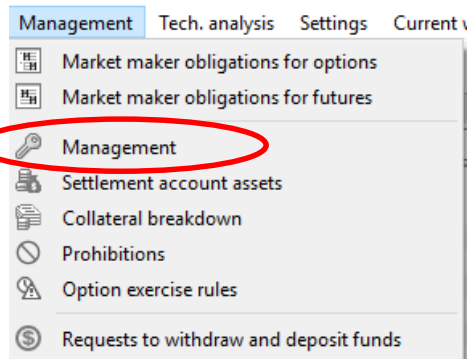 Management Tech. analysis Settings Current
Market maker obligations for options
Market maker obligations for futures
Management
Settlement account assets
Collateral breakdown
Prohibitions
Option exercise rules
Requests to withdraw and deposit funds